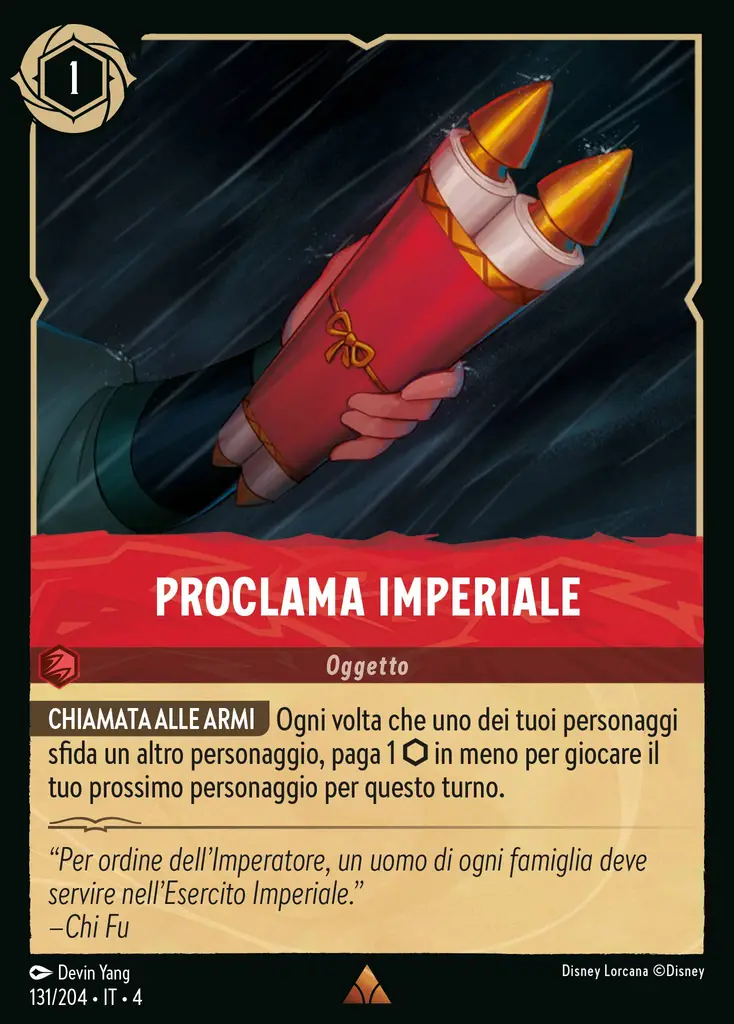 1
PROCLAMA IMPERIALE
Oggetto
CHIAMATA ALLE ARMI Ogni volta che uno dei tuoi personaggi
sfida un altro personaggio, paga 1 ⬡ in meno per giocare il
tuo prossimo personaggio per questo turno.
“Per ordine dell’Imperatore, un uomo di ogni famiglia deve
servire nell’Esercito Imperiale.”
–Chi Fu
Devin Yang
Disney Lorcana ©Disney
131/204 • IT • 4